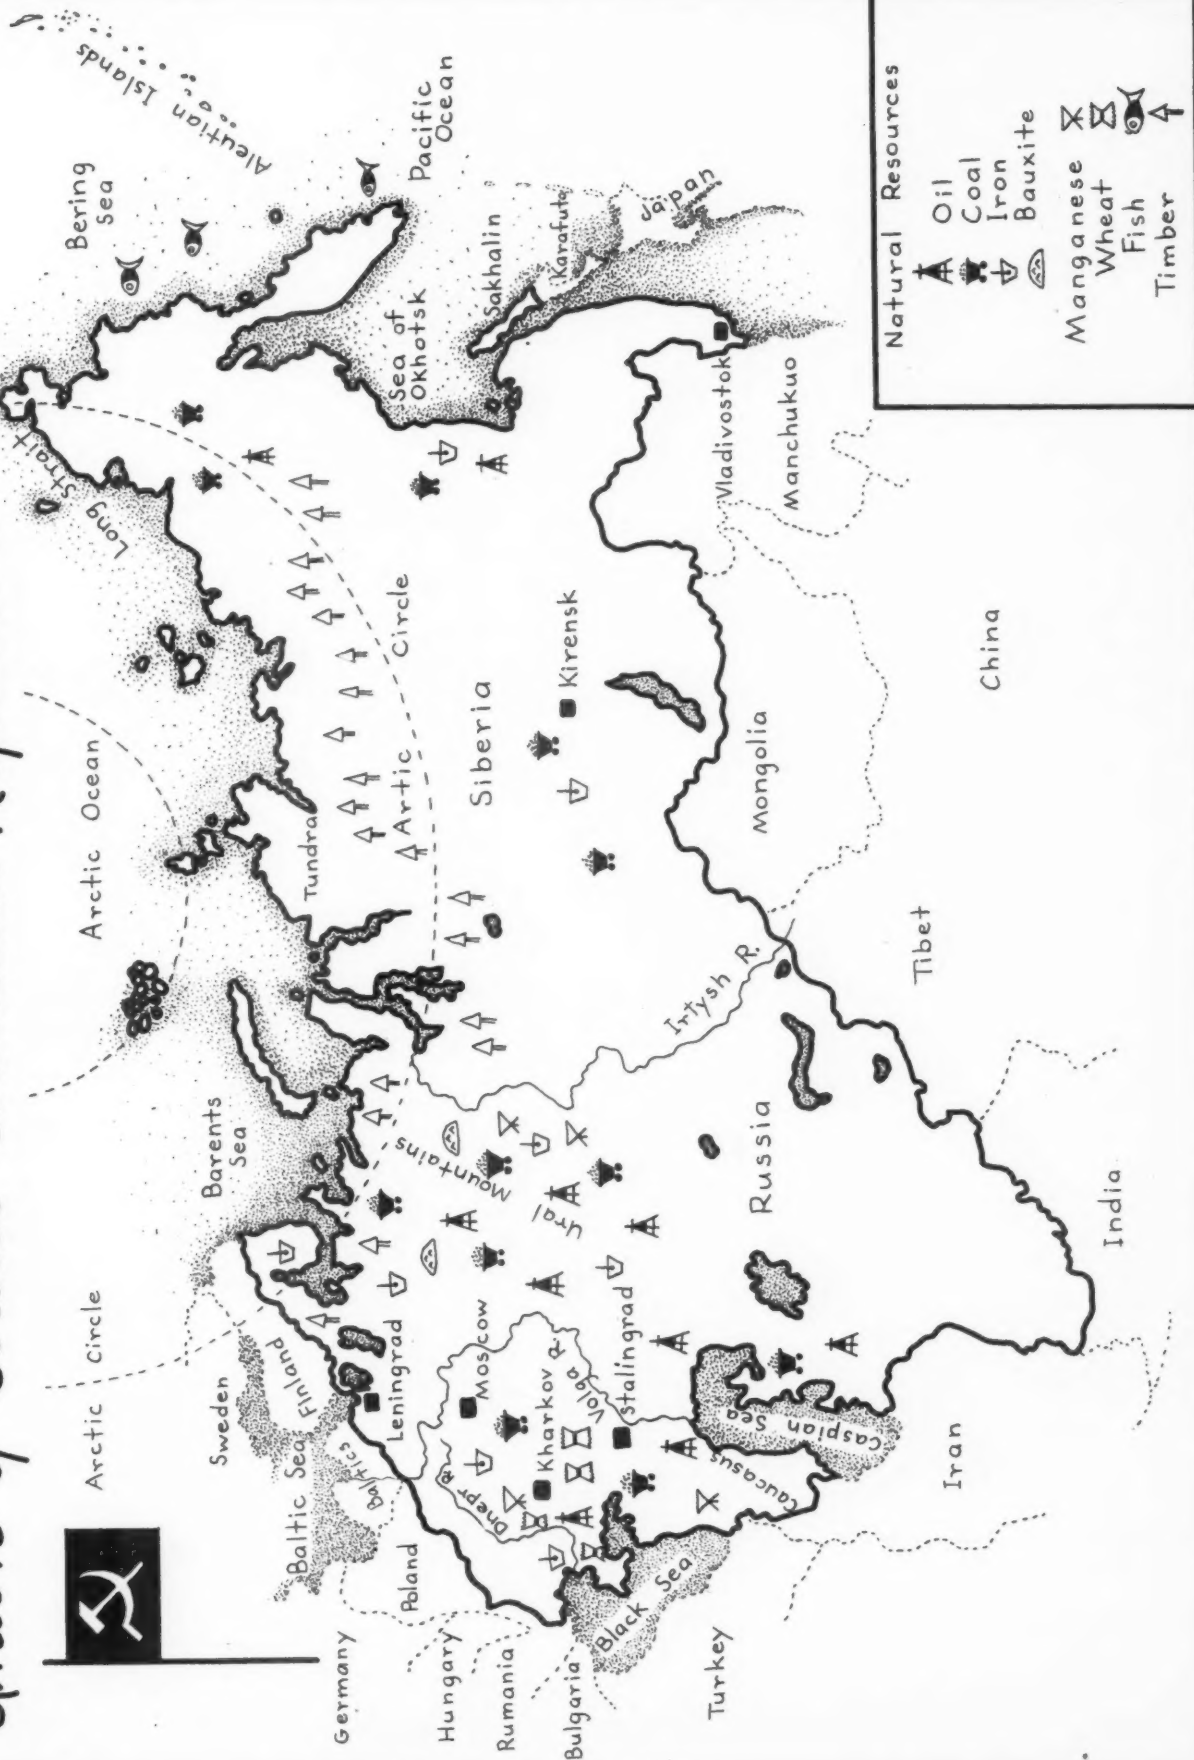 Arctic Circle
Arctic Ocean
Aleutian Islands
Bering
Sea
Long Strait
Barents
Sea
Sweden
Finland
Baltic Sea
Baltics
Germany
Poland
Leningrad
Tundra
Artic Circle
Sea of
Okhotsk
Pacific
Ocean
Sakhalin
Karafuto
Japan
Hungary
Rumania
Bulgaria
Dnepr R.
Moscow
Kharkov
Volga R.
Stalingrad
Ural Mountains
Siberia
Kirensk
Irtysh R.
Black Sea
Turkey
Caucasus
Caspian
Sea
Russia
Mongolia
Vladivostok
Manchukuo
Iran
India
Tibet
China
Natural Resources
Oil
Coal
Iron
Bauxite
Manganese
Wheat
Fish
Timber